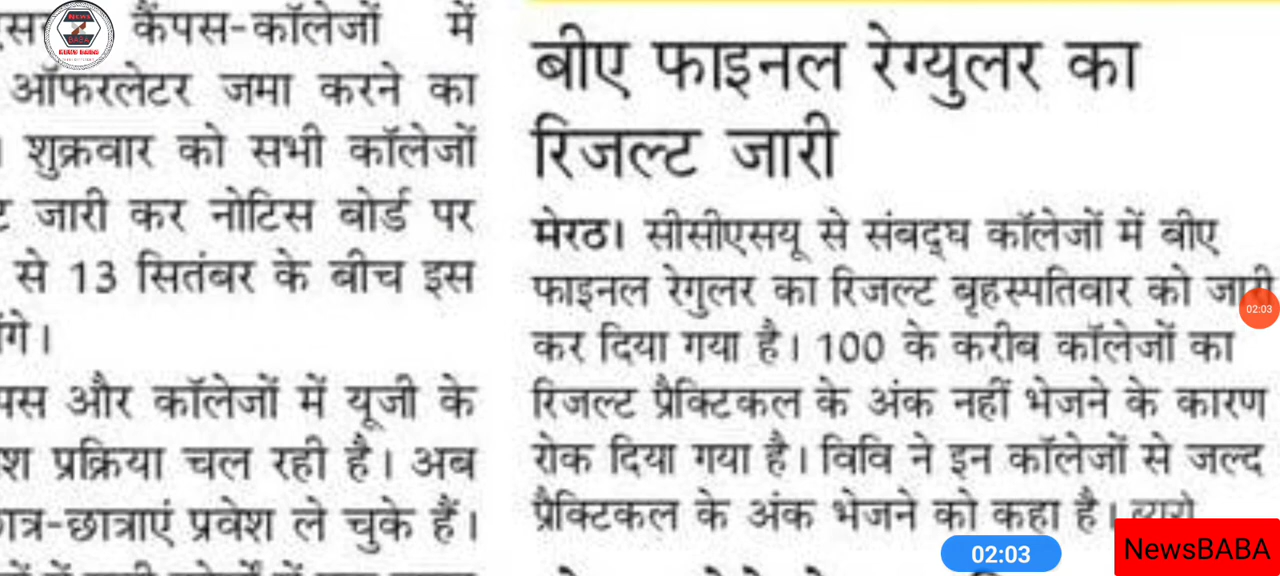 कैंपस-कॉलेजों में
ऑफरलेटर जमा करने का
। शुक्रवार को सभी कॉलेजों
जारी कर नोटिस बोर्ड पर
से 13 सितंबर के बीच इस
और कॉलेजों में यूजी के
प्रक्रिया चल रही है। अब
छात्र-छात्राएं प्रवेश ले चुके हैं।
बीए फाइनल रेग्युलर का
रिजल्ट जारी
मेरठ। सीसीएसयू से संबद्घ कॉलेजों में बीए
फाइनल रेगुलर का रिजल्ट बृहस्पतिवार को जारी
कर दिया गया है। 100 के करीब कॉलेजों का
रिजल्ट प्रैक्टिकल के अंक नहीं भेजने के कारण
रोक दिया गया है। विवि ने इन कॉलेजों से जल्द
प्रैक्टिकल के अंक भेजने को कहा है।
02:03
02:03
NewsBABA